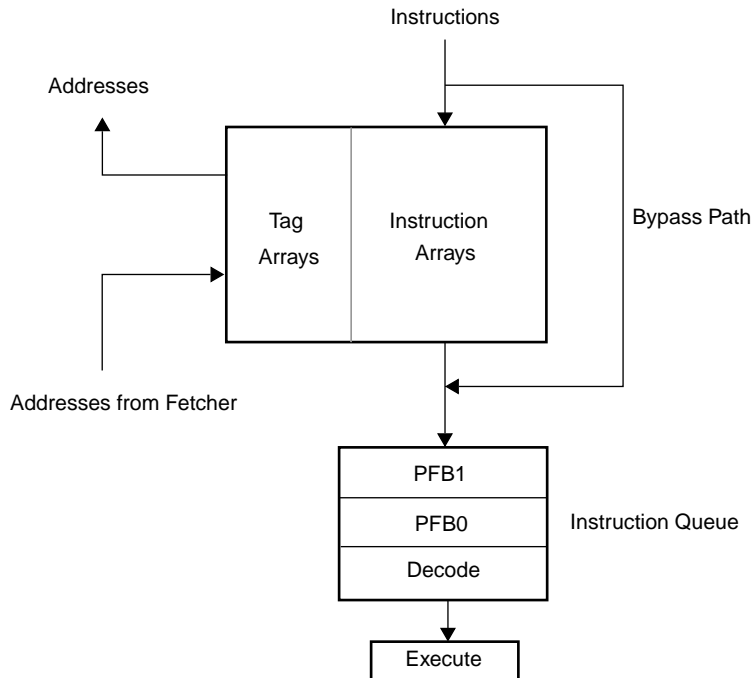 Instructions
Addresses
Tag
Arrays
Instruction
Arrays
Bypass Path
Addresses from Fetcher
PFB1
PFB0
Decode
Instruction Queue
Execute